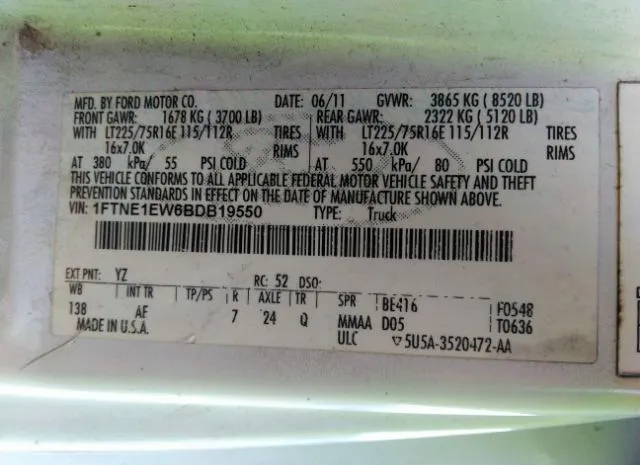 MFD. BY FORD MOTOR CO. DATE: 06/11 GVWR: 3865 KG ( 8520 LB)
FRONT GAWR: 1678 KG ( 3700 LB) REAR GAWR: 2322 KG ( 5120 LB)
WITH LT225/75R16E 115/112R TIRES WITH LT225/75R16E 115/112R TIRES
16x7.0K RIMS 16x7.0K RIMS
AT 380 kPa/ 55 PSI COLD AT 550 kPa/ 80 PSI COLD
THIS VEHICLE CONFORMS TO ALL APPLICABLE FEDERAL MOTOR VEHICLE SAFETY AND THEFT
PREVENTION STANDARDS IN EFFECT ON THE DATE OF MANUFACTURE SHOWN ABOVE.
VIN: 1FTNE1EW6BDB19550 TYPE: Truck
EXT PNT: YZ RC: 52 DSO:
WB INT TR TP/PS R AXLE TR SPR BE416 F0548
138 AE 7 24 Q MMAA D05 T0636
MADE IN U.S.A. ULC ▽5U5A-3520472-AA